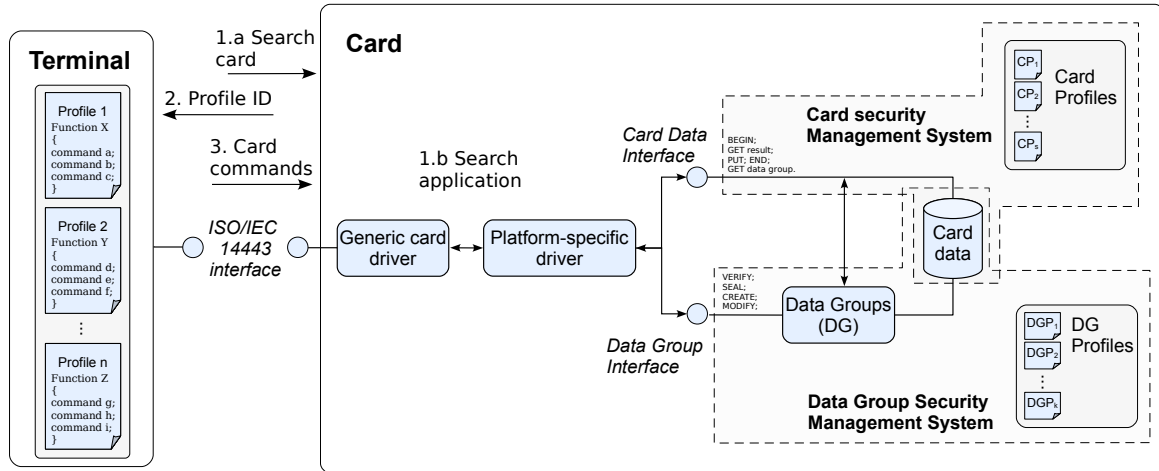 Terminal
Profile 1
Function X
{
command a;
command b;
command c;
}
Profile 2
Function Y
{
command d;
command e;
command f;
}
⋮
Profile n
Function Z
{
command g;
command h;
command i;
}
1.a Search
card
2. Profile ID
3. Card
commands
ISO/IEC
14443
interface
Card
1.b Search
application
Generic card
driver
Platform-specific
driver
Card Data
Interface
Data Group
Interface
Card security
Management System
BEGIN;
GET result;
PUT; END;
GET data group.
CP₁
CP₂
⋮
CPₛ
Card
Profiles
Card
data
VERIFY;
SEAL;
CREATE;
MODIFY;
Data Groups
(DG)
DGP₁
DGP₂
⋮
DGPₖ
DG
Profiles
Data Group Security
Management System